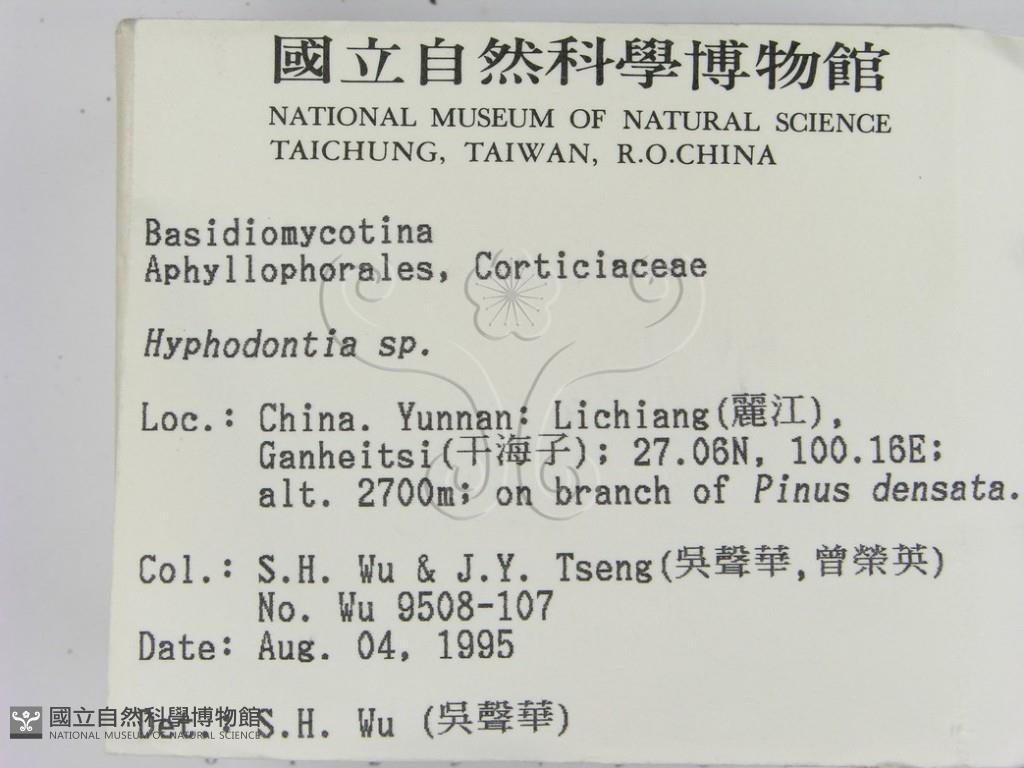 國立自然科學博物館
NATIONAL MUSEUM OF NATURAL SCIENCE
TAICHUNG, TAIWAN, R.O.CHINA
Basidiomycotina
Aphyllophorales, Corticiaceae
Hyphodontia sp.
Loc.: China. Yunnan: Lichiang(麗江),
Ganheitsi(干海子); 27.06N, 100.16E;
alt. 2700m; on branch of Pinus densata.
Col.: S.H. Wu & J.Y. Tseng(吳聲華,曾榮英)
No. Wu 9508-107
Date: Aug. 04, 1995
Det.: S.H. Wu (吳聲華)
國立自然科學博物館
NATIONAL MUSEUM OF NATURAL SCIENCE